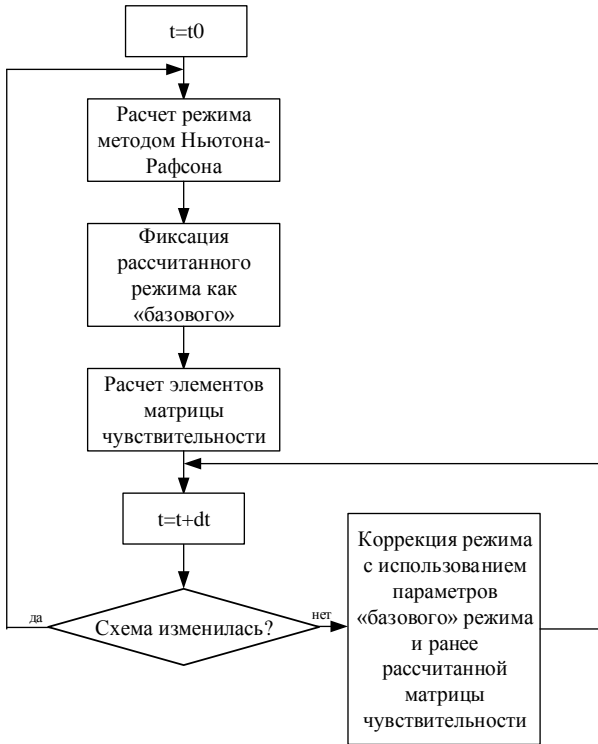 t=t0
Расчет режима
методом Ньютона-
Рафсона
Фиксация
рассчитанного
режима как
«базового»
Расчет элементов
матрицы
чувствительности
t=t+dt
Схема изменилась?
да
нет
Коррекция режима
с использованием
параметров
«базового» режима
и ранее
рассчитанной
матрицы
чувствительности